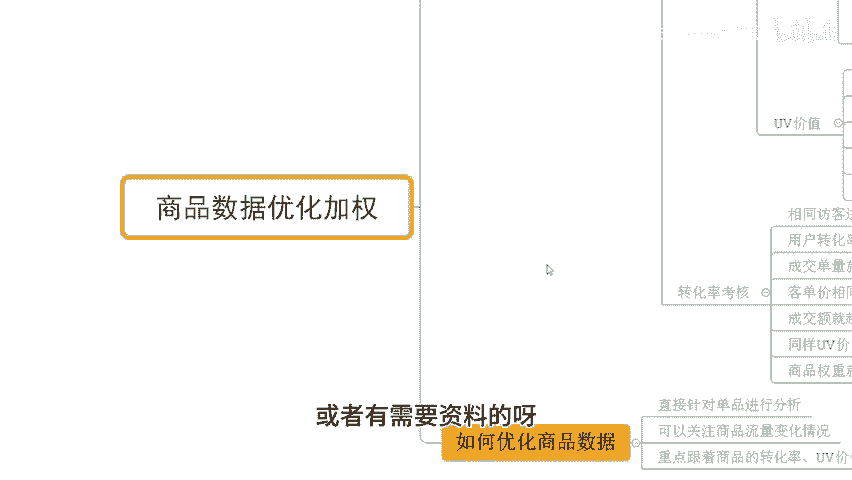 UV价值
商品数据优化加权
相同访客
用户转化率
成交单量
转化率考核
客单价相同
成交额就
同样UV价
商品权重
直接针对单品进行分析
或者有需要资料的呀
如何优化商品数据
可以关注商品流量变化情况
重点跟着商品的转化率、UV价